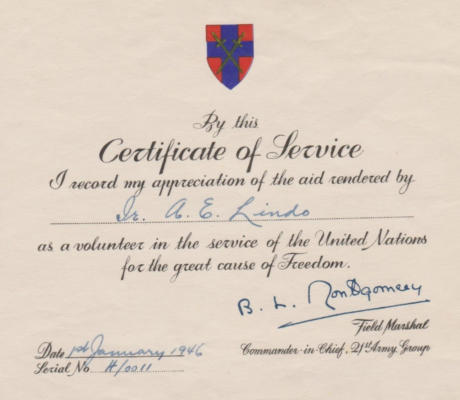 By this
Certificate of Service
I record my appreciation of the aid rendered by
Ir. A. E. Lindo
as a volunteer in the service of the United Nations
for the great cause of Freedom.
B. L. Montgomery
Field Marshal
Commander-in-Chief, 21st Army Group
Date 1st January 1946
Serial No. H/0011